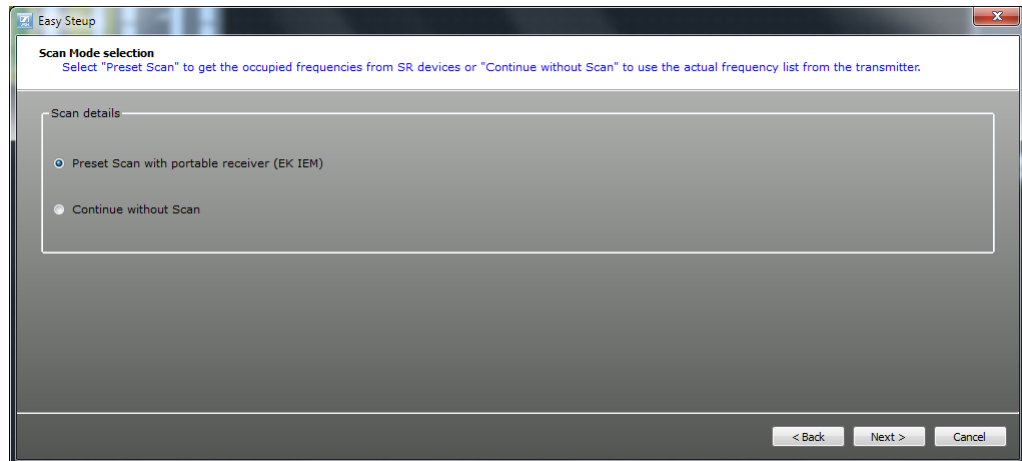 Easy Steup
Scan Mode selection
Select "Preset Scan" to get the occupied frequencies from SR devices or "Continue without Scan" to use the actual frequency list from the transmitter.
Scan details
Preset Scan with portable receiver (EK IEM)
Continue without Scan
< Back Next > Cancel